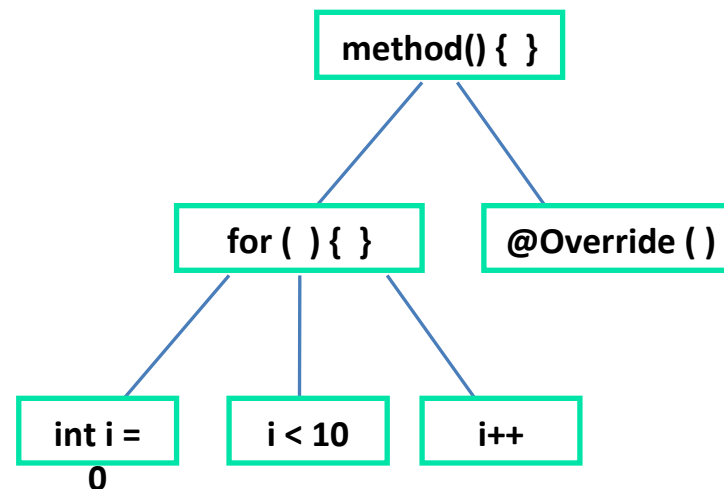 method() { }
for ( ) { }
@Override ( )
int i =
0
i < 10
i++